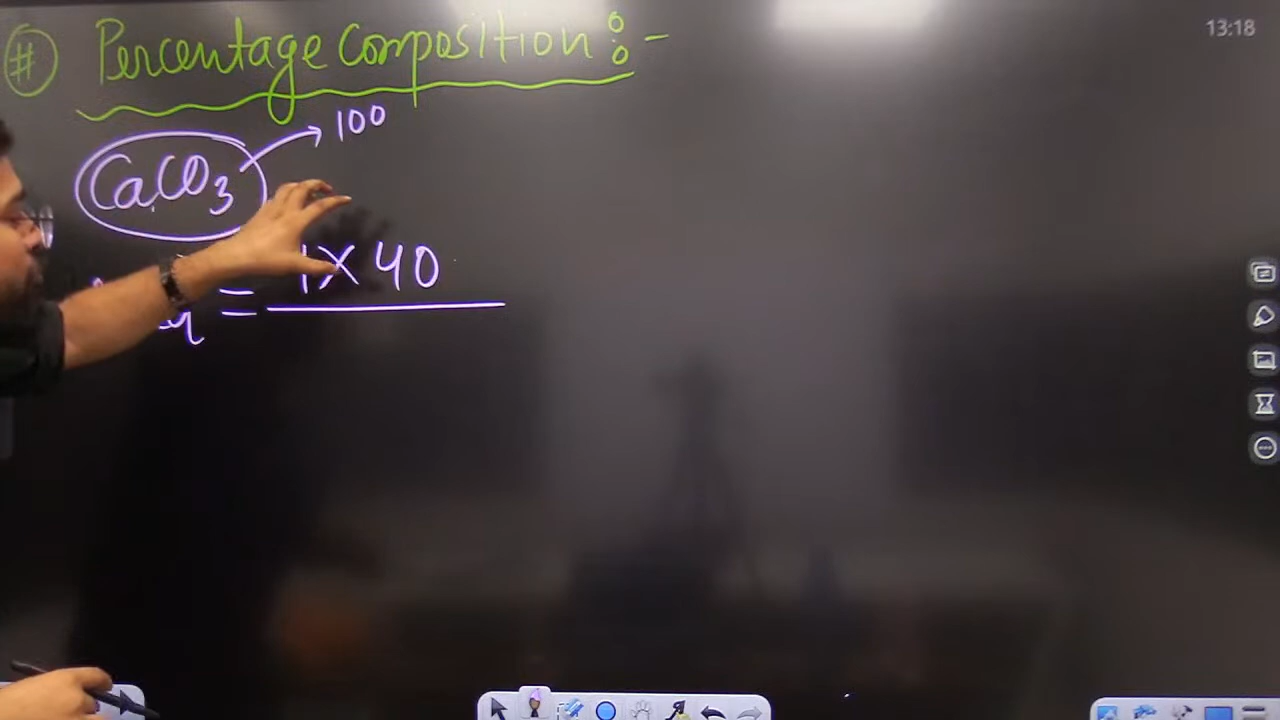 # Percentage composition :-
CaCO3 → 100
= 1 X 40
13:18